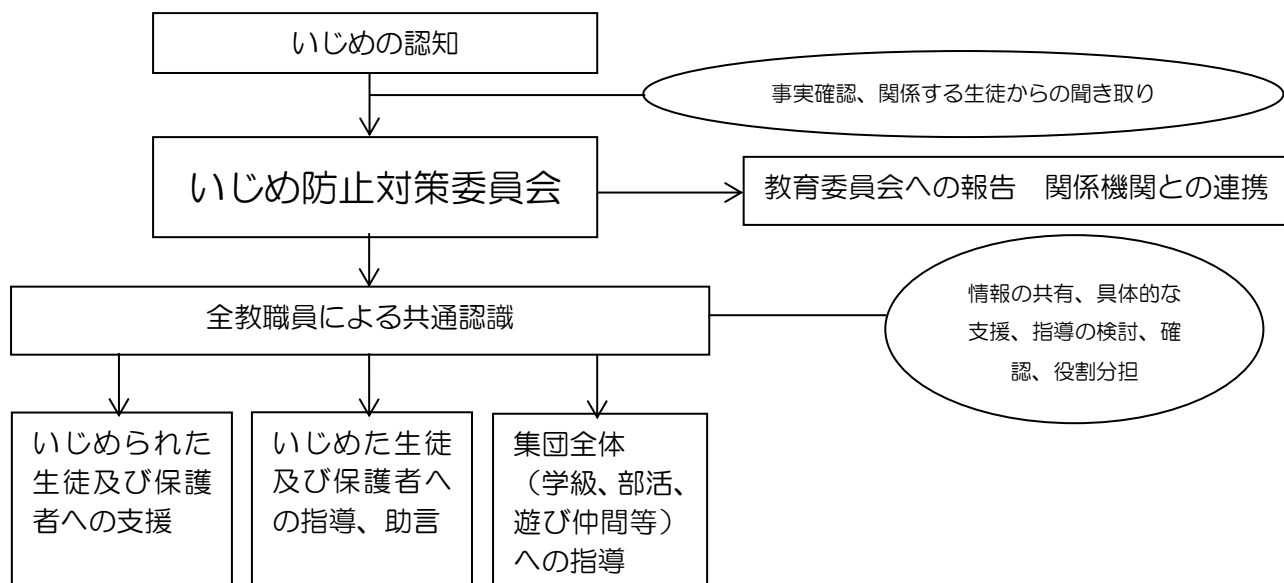 いじめの認知
事実確認、関係する生徒からの聞き取り
いじめ防止対策委員会
教育委員会への報告　関係機関との連携
全教職員による共通認識
情報の共有、具体的な
支援、指導の検討、確
認、役割分担
いじめられた
生徒及び保護
者への支援
いじめた生徒
及び保護者へ
の指導、助言
集団全体
（学級、部活、
遊び仲間等）
への指導